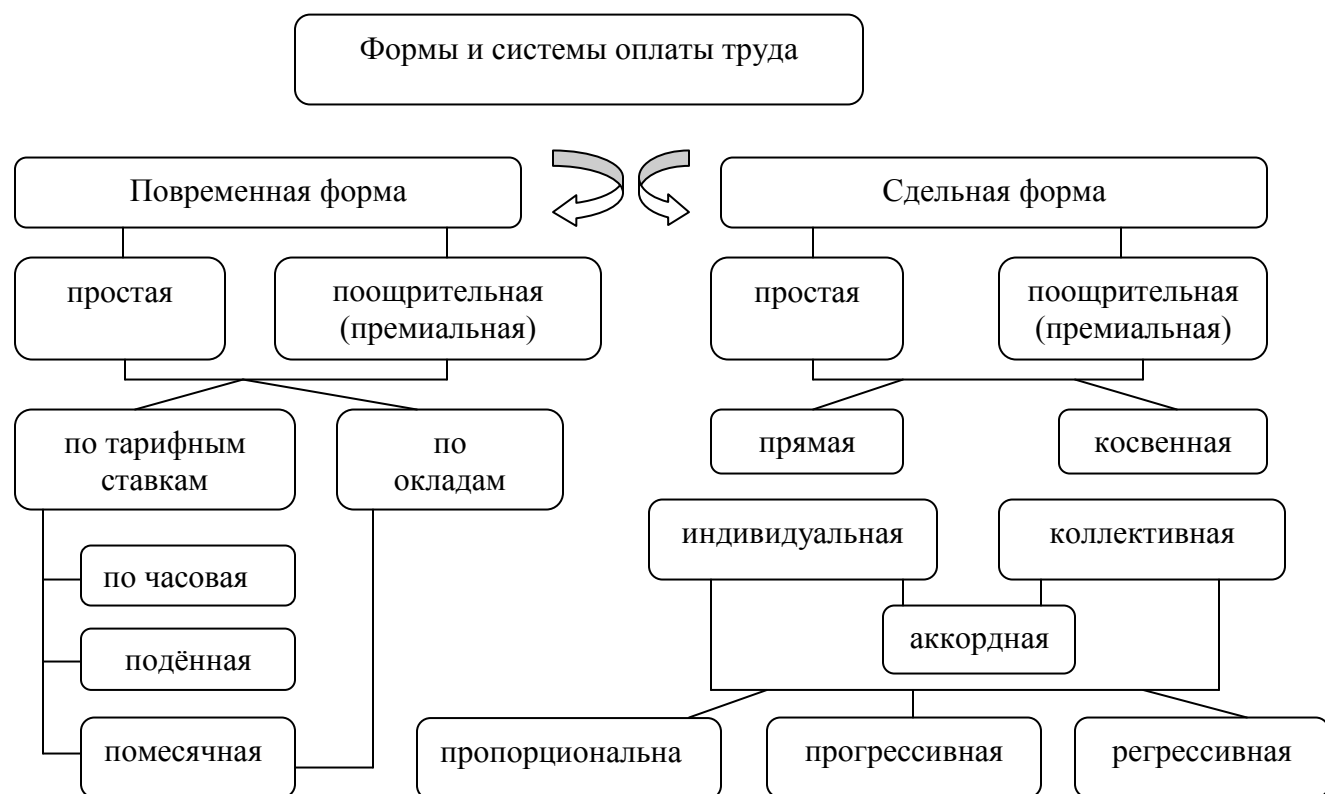 Формы и системы оплаты труда
Повременная форма
Сдельная форма
простая
поощрительная
(премиальная)
простая
поощрительная
(премиальная)
по тарифным
ставкам
по
окладам
прямая
косвенная
индивидуальная
коллективная
по часовая
аккордная
подённая
помесячная
пропорциональна
прогрессивная
регрессивная